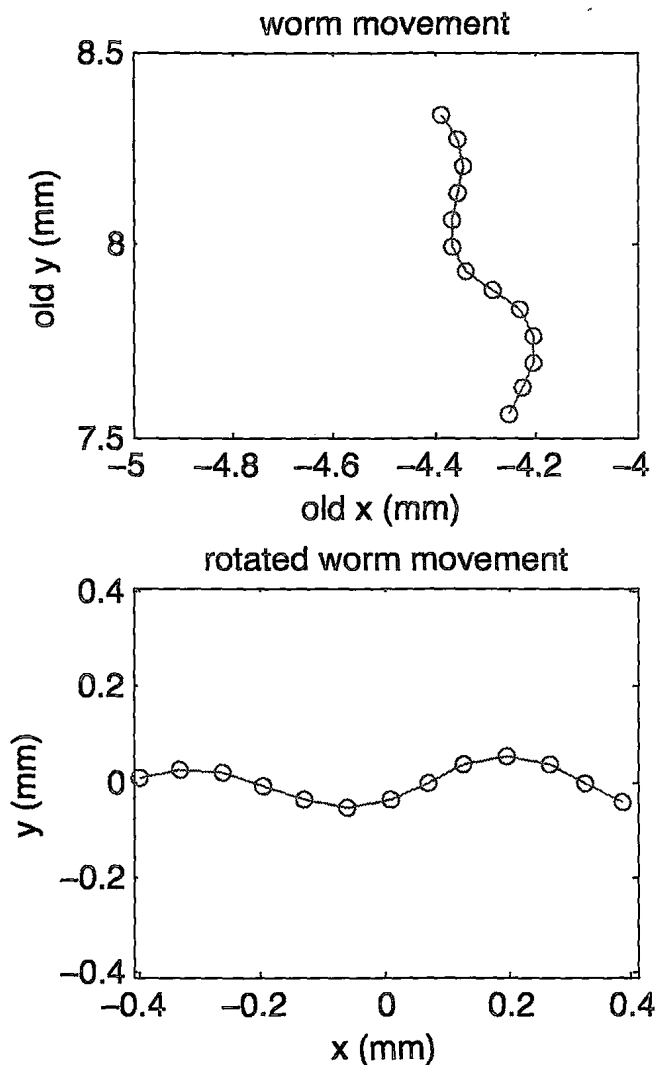 worm movement
8.5
8
7.5
old y (mm)
−5 −4.8 −4.6 −4.4 −4.2 −4
old x (mm)
rotated worm movement
0.4
0.2
0
−0.2
−0.4
y (mm)
−0.4 −0.2 0 0.2 0.4
x (mm)